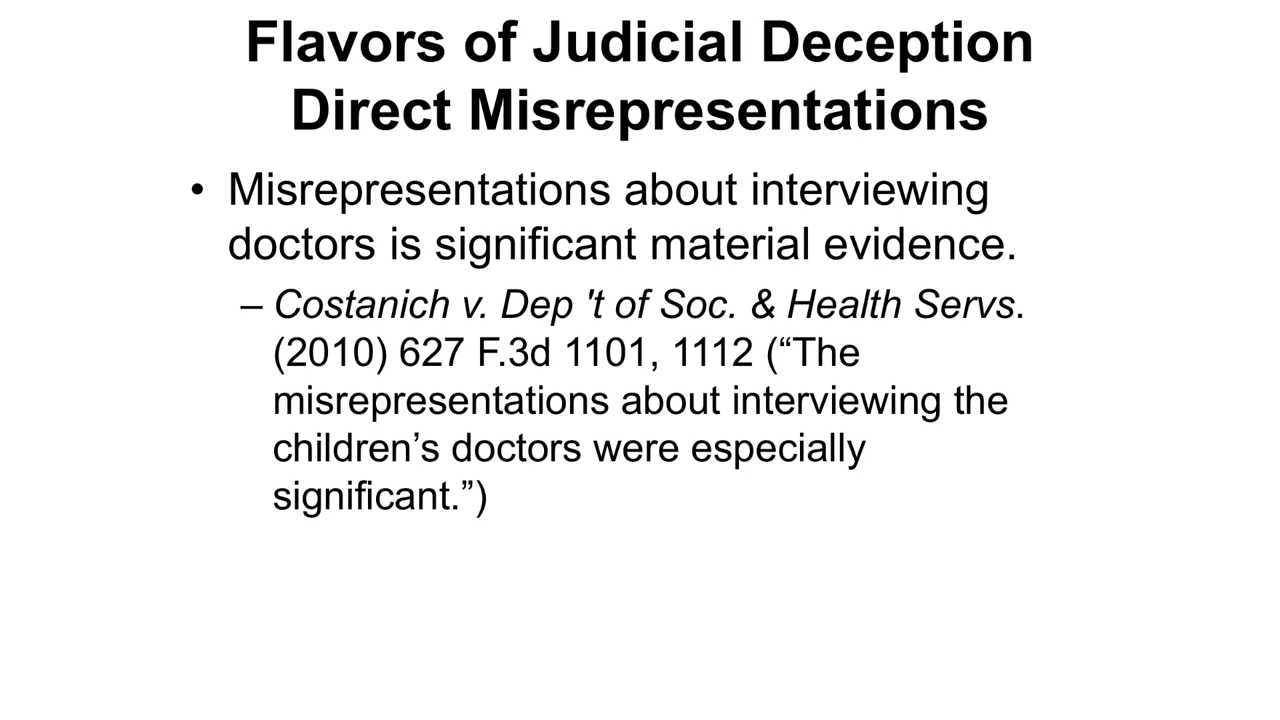 Flavors of Judicial Deception
Direct Misrepresentations
• Misrepresentations about interviewing
doctors is significant material evidence.
– Costanich v. Dep 't of Soc. & Health Servs.
(2010) 627 F.3d 1101, 1112 (“The
misrepresentations about interviewing the
children’s doctors were especially
significant.”)